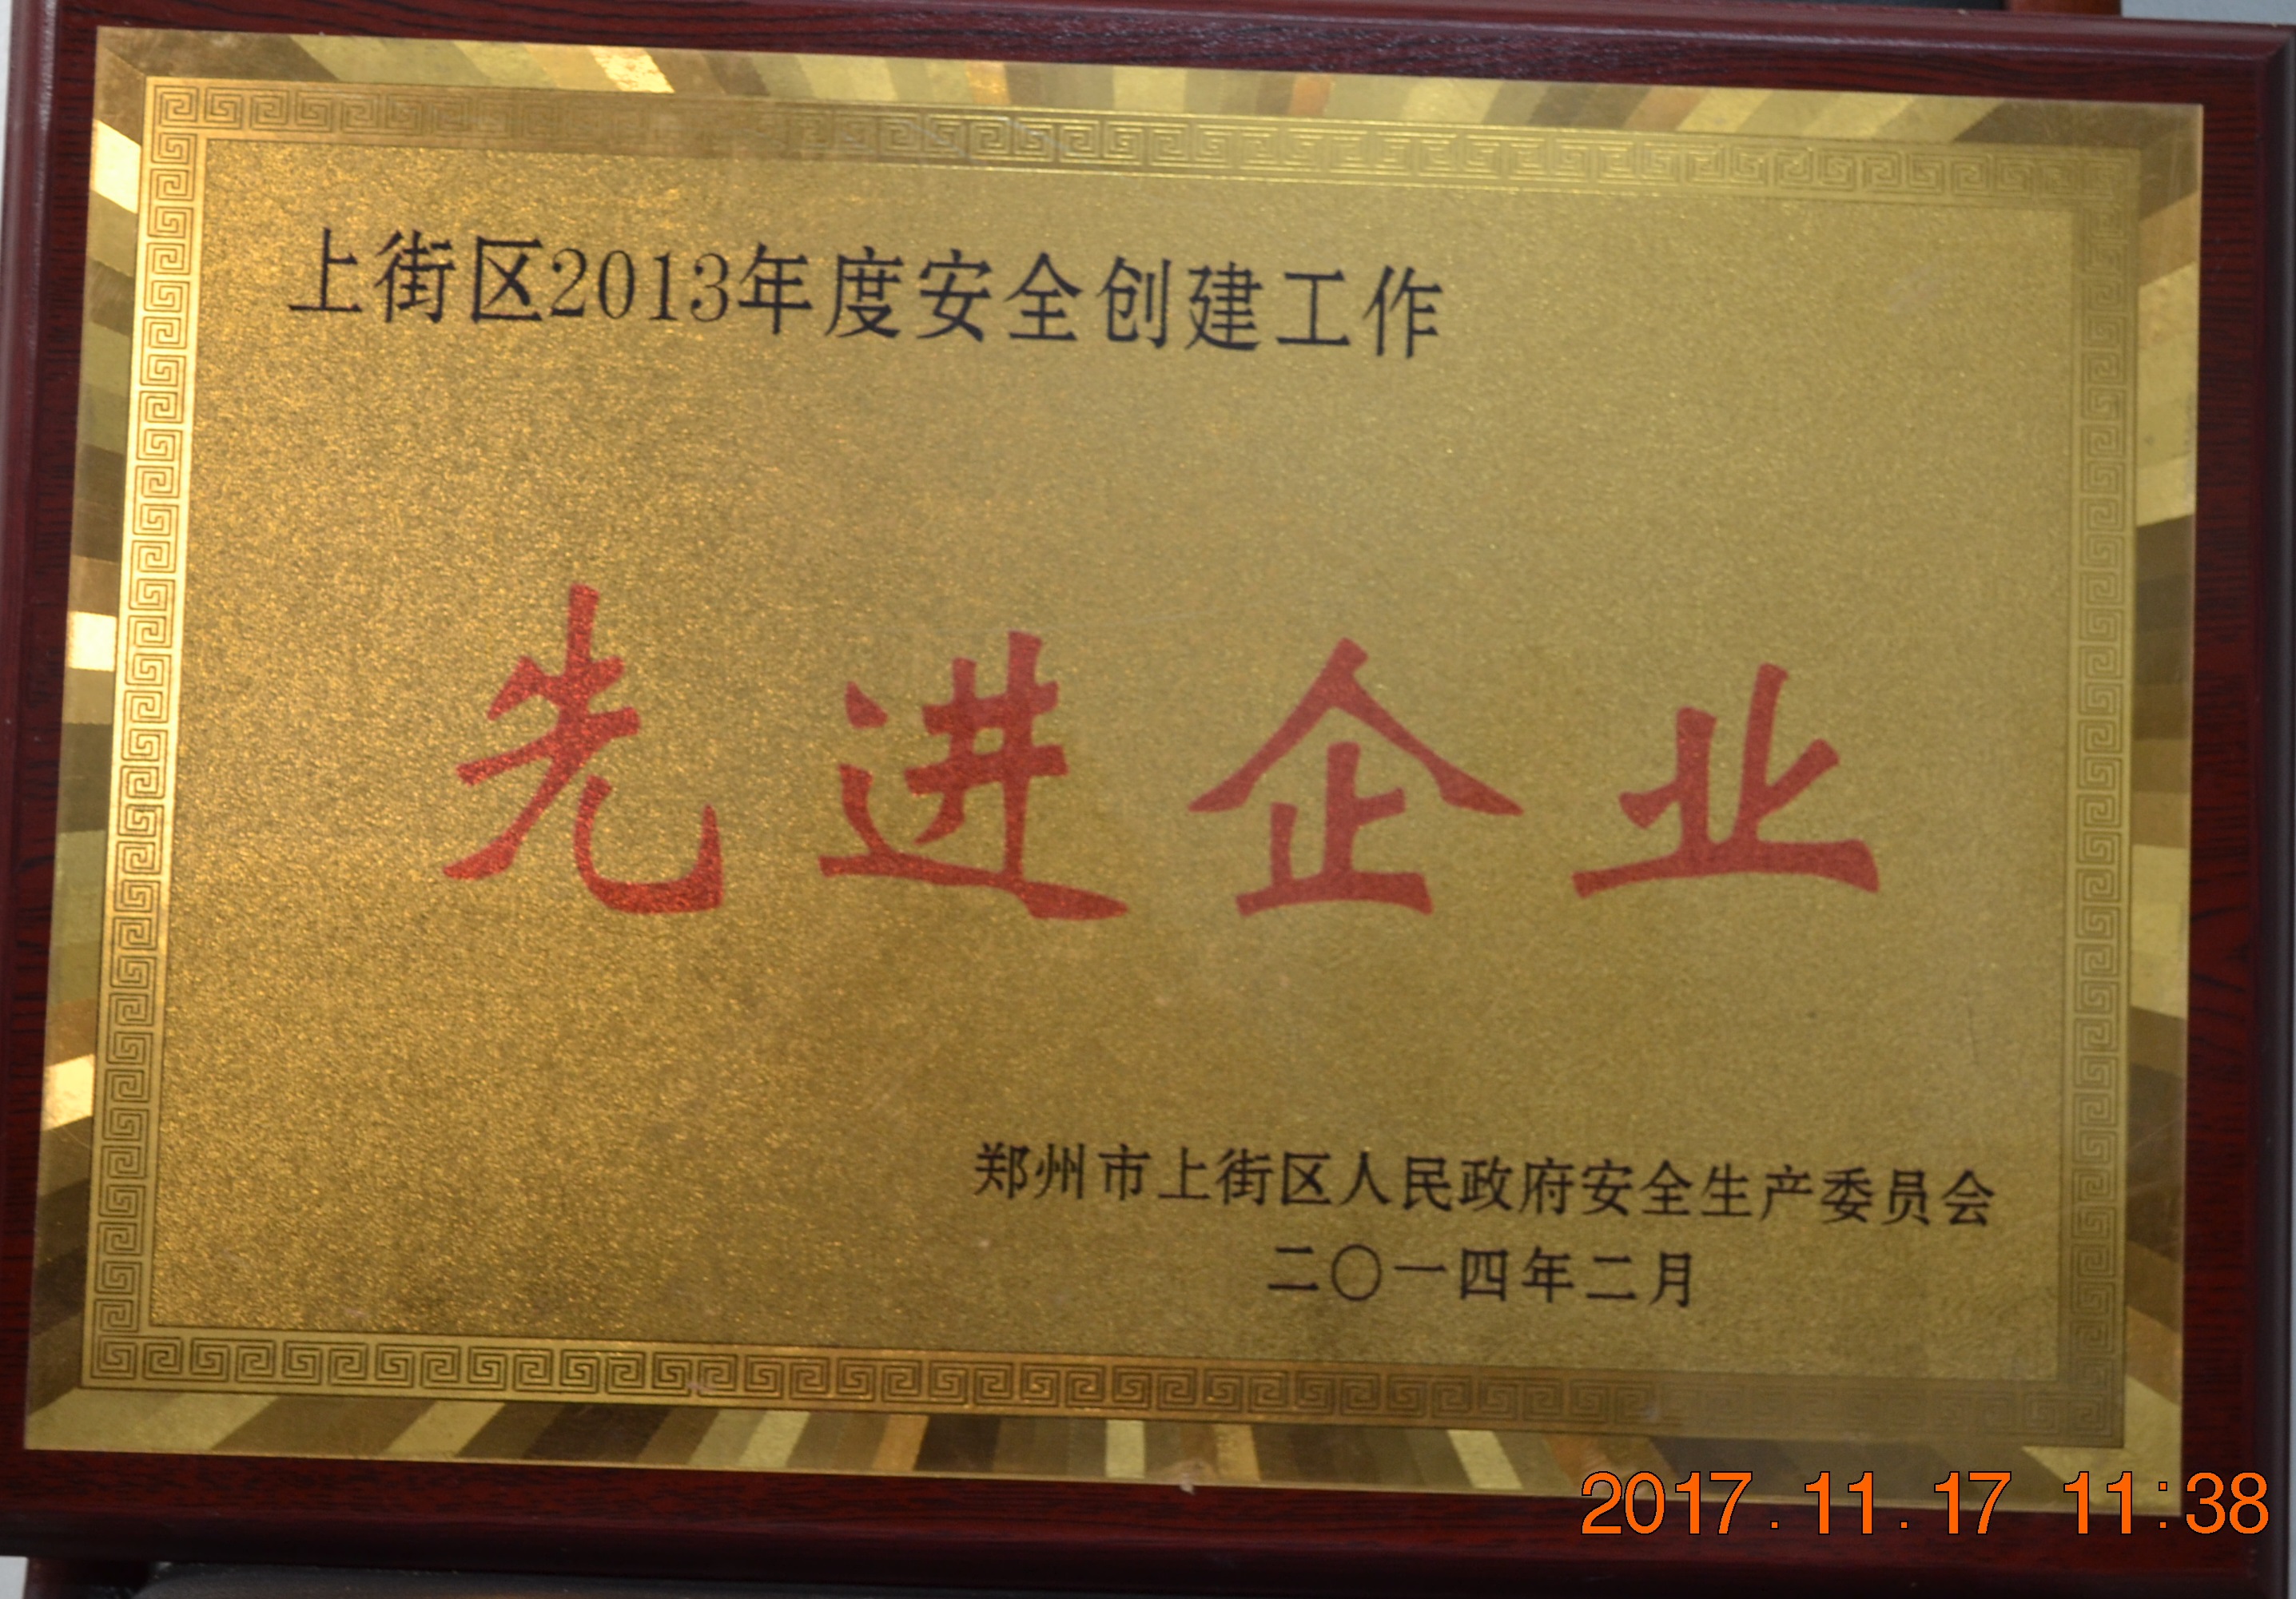 上街区2013年度安全创建工作
先进企业
郑州市上街区人民政府安全生产委员会
二〇一四年二月
2017.11.17 11:38